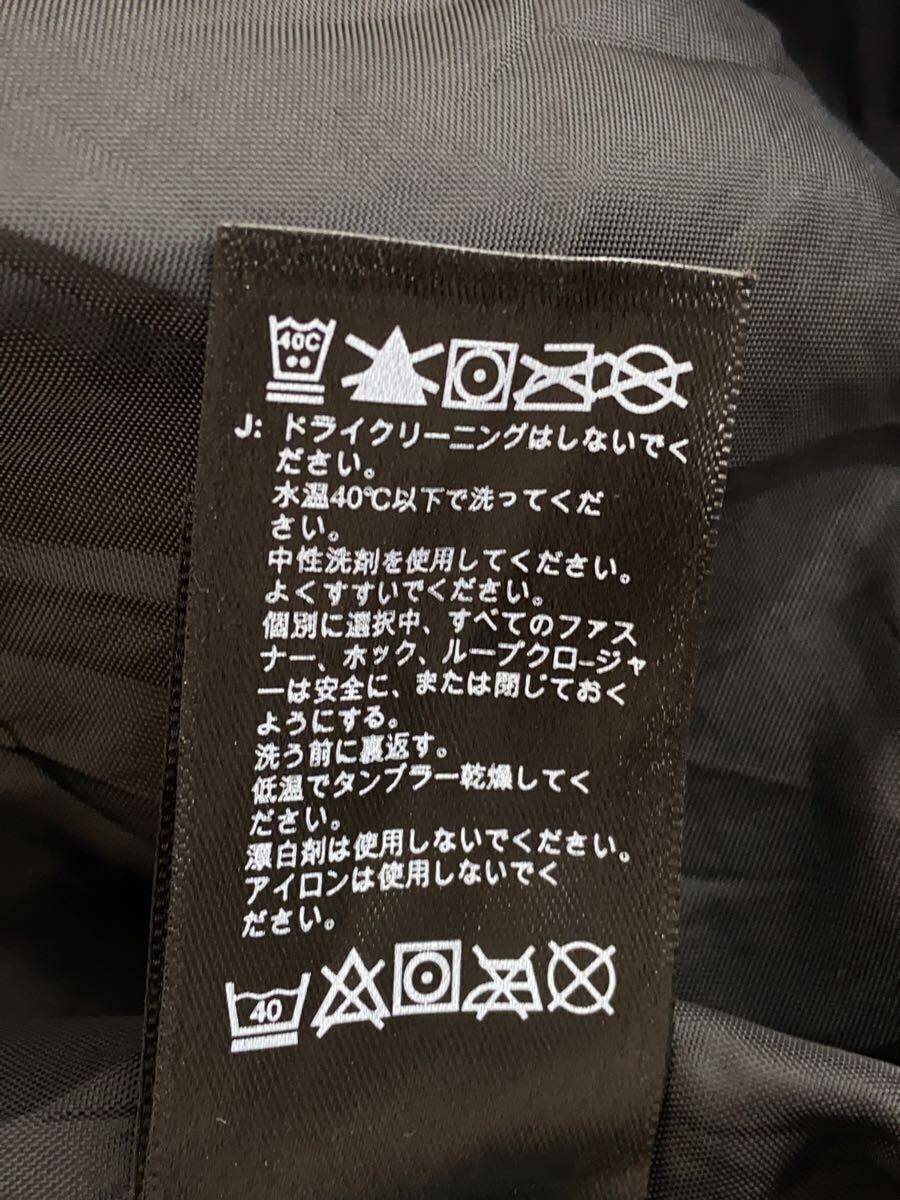 40C
J: ドライクリーニングはしないでく
ださい。
水温40℃以下で洗ってくだ
さい。
中性洗剤を使用してください。
よくすすいでください。
個別に選択中、すべてのファス
ナー、ホック、ループクロージャ
ーは安全に、または閉じておく
ようにする。
洗う前に裏返す。
低温でタンブラー乾燥してく
ださい。
漂白剤は使用しないでください。
アイロンは使用しないでく
ださい。
40